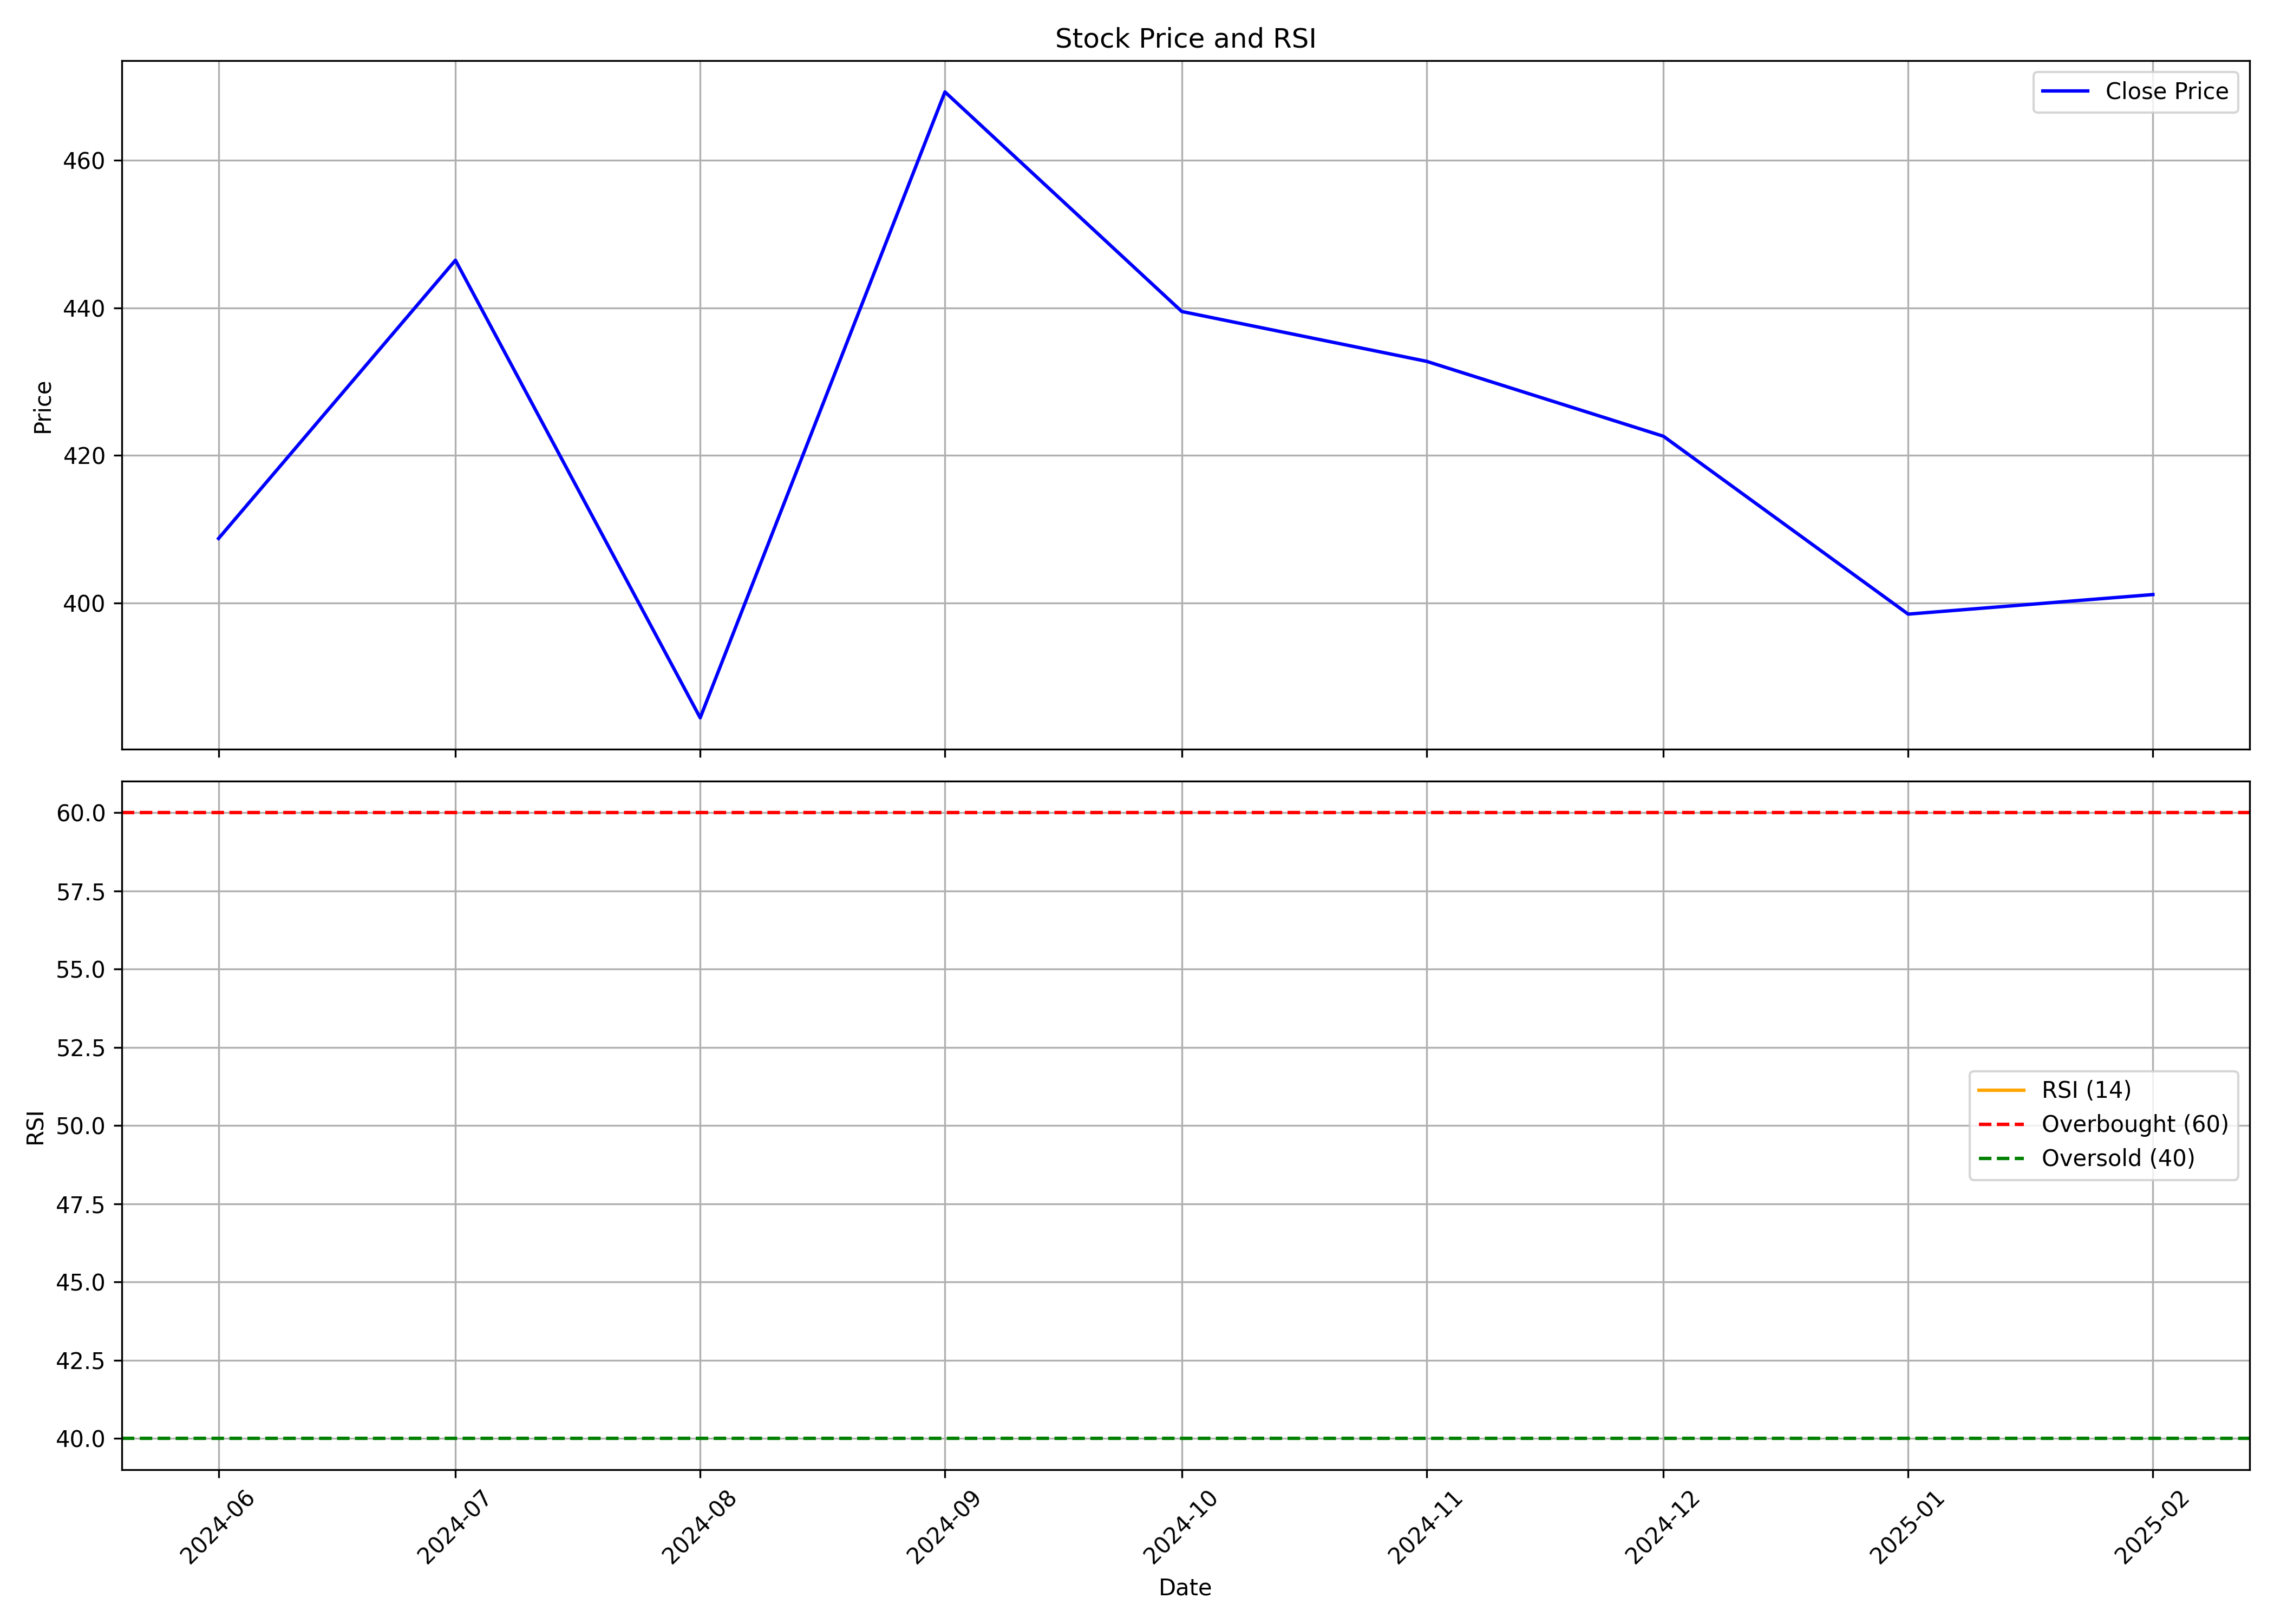 Stock Price and RSI
Close Price
Price
460
440
420
400
RSI
60.0
57.5
55.0
52.5
50.0
47.5
45.0
42.5
40.0
RSI (14)
Overbought (60)
Oversold (40)
2024-06
2024-07
2024-08
2024-09
2024-10
2024-11
2024-12
2025-01
2025-02
Date